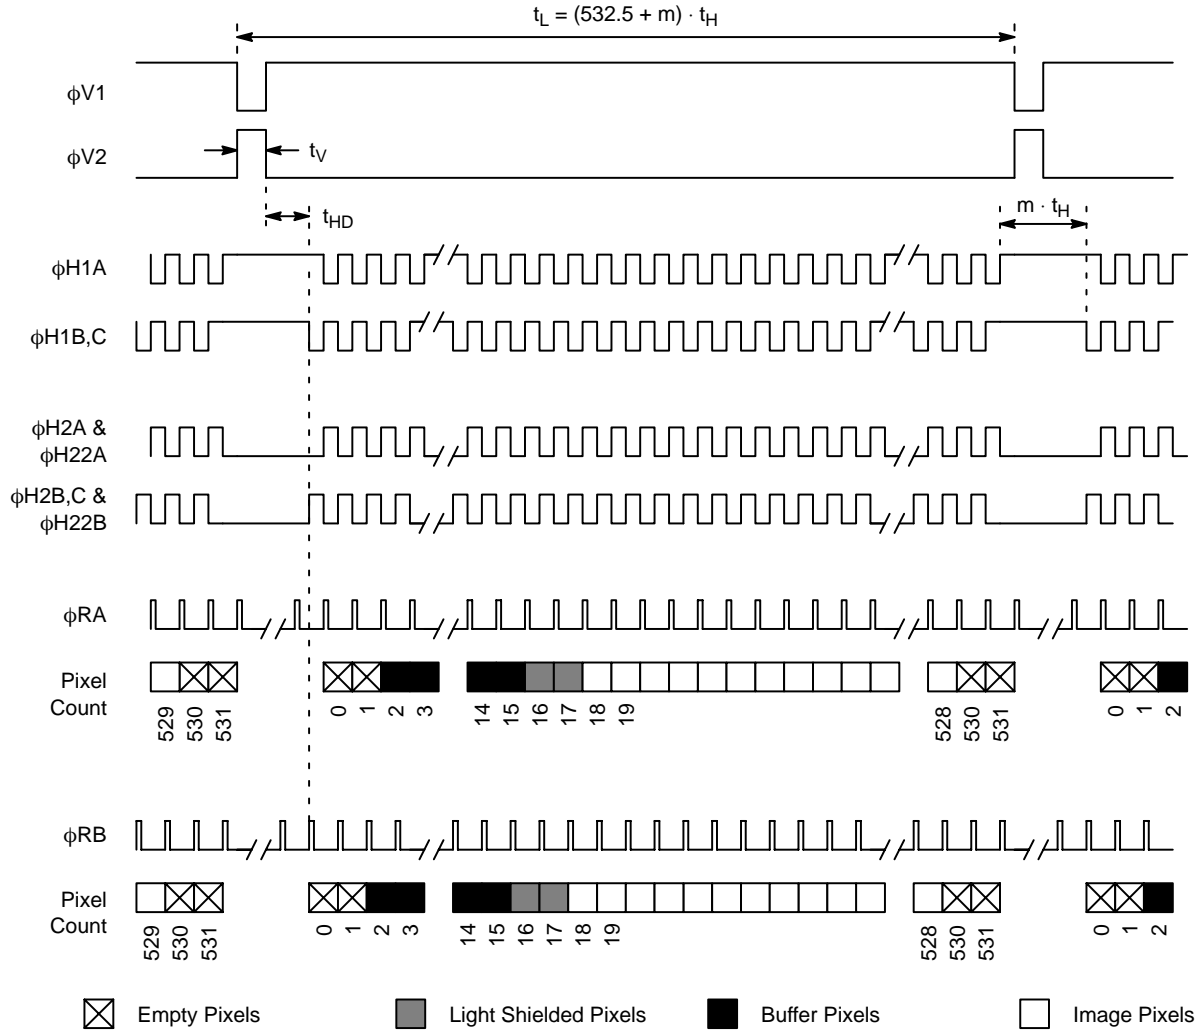 t_L = (532.5 + m) · t_H
ϕV1
ϕV2
t_V
t_HD
m · t_H
ϕH1A
ϕH1B,C
ϕH2A &
ϕH22A
ϕH2B,C &
ϕH22B
ϕRA
Pixel
Count
529 530 531 0 1 2 3 14 15 16 17 18 19 528 530 531 0 1 2
ϕRB
Pixel
Count
529 530 531 0 1 2 3 14 15 16 17 18 19 528 530 531 0 1 2
Empty Pixels Light Shielded Pixels Buffer Pixels Image Pixels